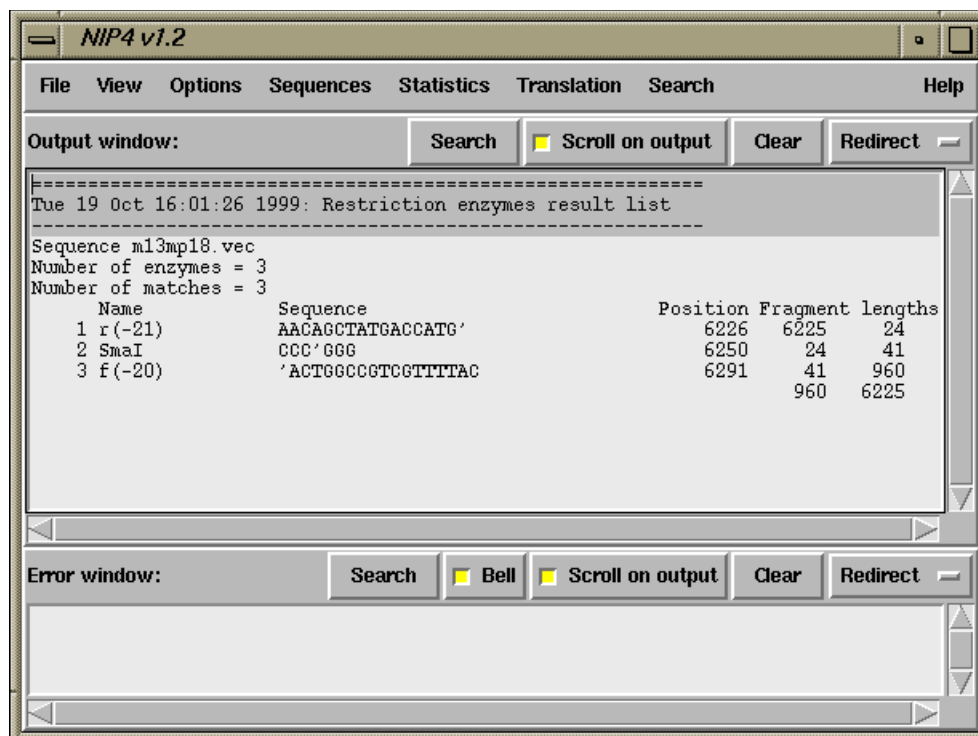 NIP4 v1.2
File View Options Sequences Statistics Translation Search Help
Output window: Search Scroll on output Clear Redirect
============================================================
Tue 19 Oct 16:01:26 1999: Restriction enzymes result list
------------------------------------------------------------
Sequence m13mp18.vec
Number of enzymes = 3
Number of matches = 3
Name Sequence Position Fragment lengths
1 r(-21) AACAGCTATGACCATG' 6226 6225 24
2 SmaI CCC'GGG 6250 24 41
3 f(-20) 'ACTGGCCGTCGTTTTAC 6291 41 960
960 6225
Error window: Search Bell Scroll on output Clear Redirect